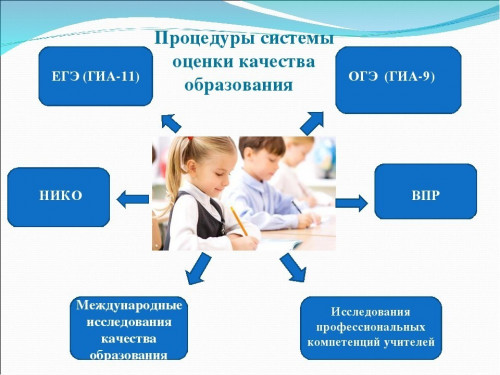 Процедуры системы
оценки качества
образования
ЕГЭ (ГИА-11)
ОГЭ (ГИА-9)
НИКО
ВПР
Международные
исследования
качества
образования
Исследования
профессиональных
компетенций учителей